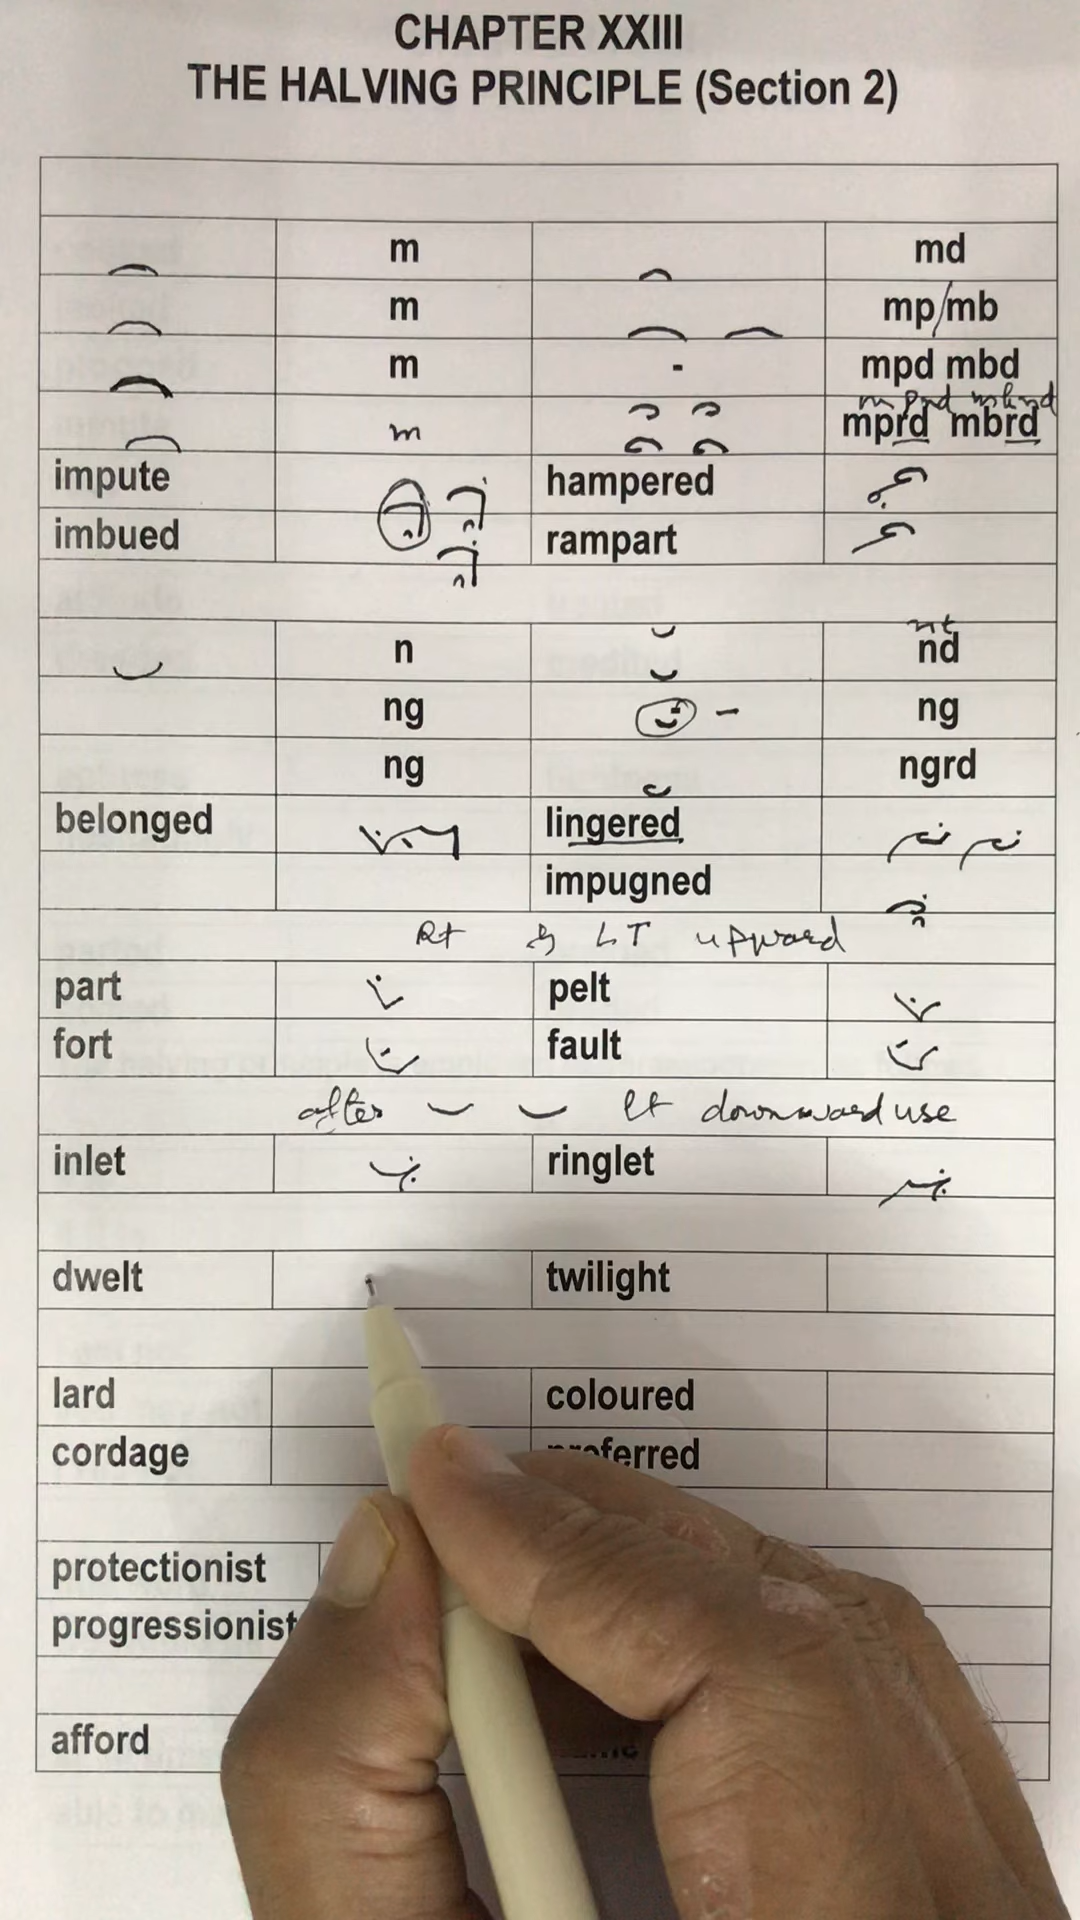 CHAPTER XXIII
THE HALVING PRINCIPLE (Section 2)
m md
m mp/mb
m mpd mbd
m mprd mbrd
impute hampered
imbued rampart
nt
n nd
ng ng
ng ngrd
belonged lingered
impugned
Rt & LT upward
part pelt
fort fault
after lt downward use
inlet ringlet
dwelt twilight
lard coloured
cordage
protectionist
progressionist
afford